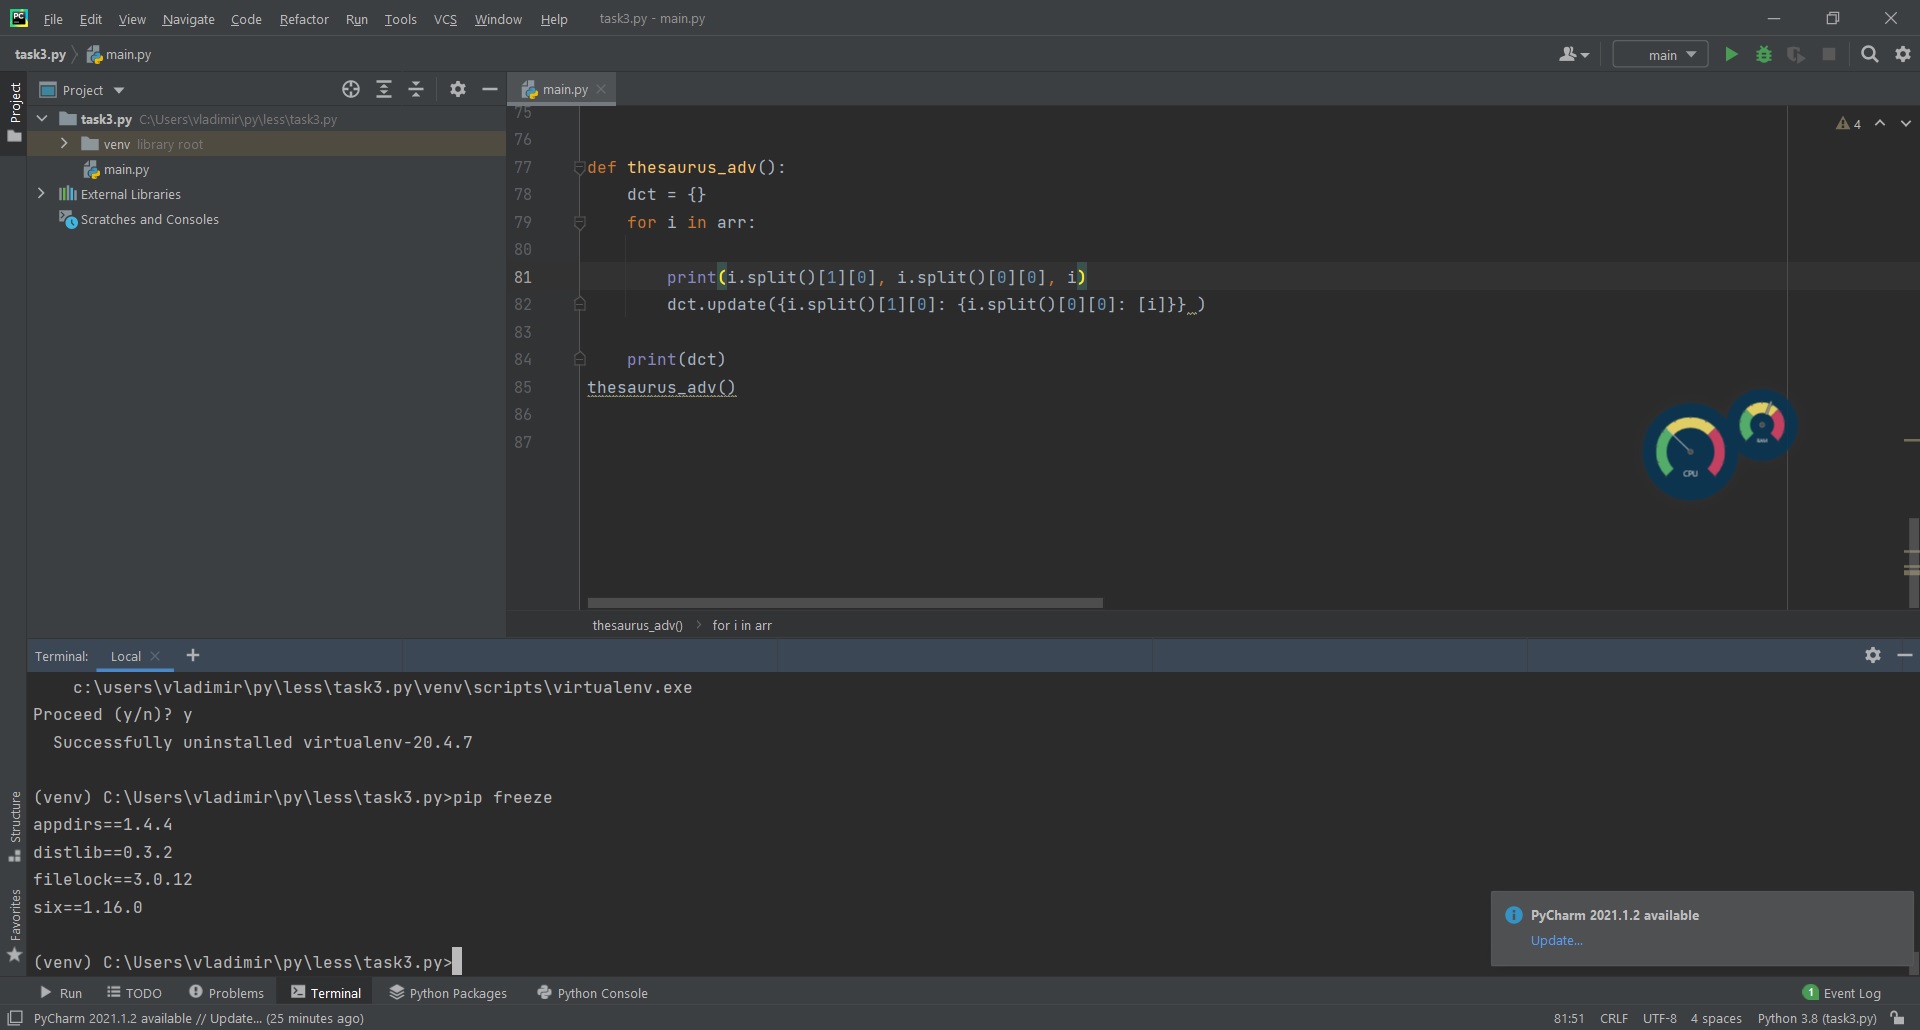 PC File Edit View Navigate Code Refactor Run Tools VCS Window Help task3.py - main.py
task3.py main.py main
Project
Project
task3.py C:\Users\vladimir\py\less\task3.py
venv library root
main.py
External Libraries
Scratches and Consoles
main.py
4
75
76
77 def thesaurus_adv():
78 dct = {}
79 for i in arr:
80
81 print(i.split()[1][0], i.split()[0][0], i)
82 dct.update({i.split()[1][0]: {i.split()[0][0]: [i]}} )
83
84 print(dct)
85 thesaurus_adv()
86
87
CPU
RAM
thesaurus_adv() for i in arr
Terminal: Local
c:\users\vladimir\py\less\task3.py\venv\scripts\virtualenv.exe
Proceed (y/n)? y
Successfully uninstalled virtualenv-20.4.7
(venv) C:\Users\vladimir\py\less\task3.py>pip freeze
appdirs==1.4.4
distlib==0.3.2
filelock==3.0.12
six==1.16.0
(venv) C:\Users\vladimir\py\less\task3.py>
Structure
Favorites
PyCharm 2021.1.2 available
Update...
Run TODO Problems Terminal Python Packages Python Console 1 Event Log
PyCharm 2021.1.2 available // Update... (25 minutes ago) 81:51 CRLF UTF-8 4 spaces Python 3.8 (task3.py)